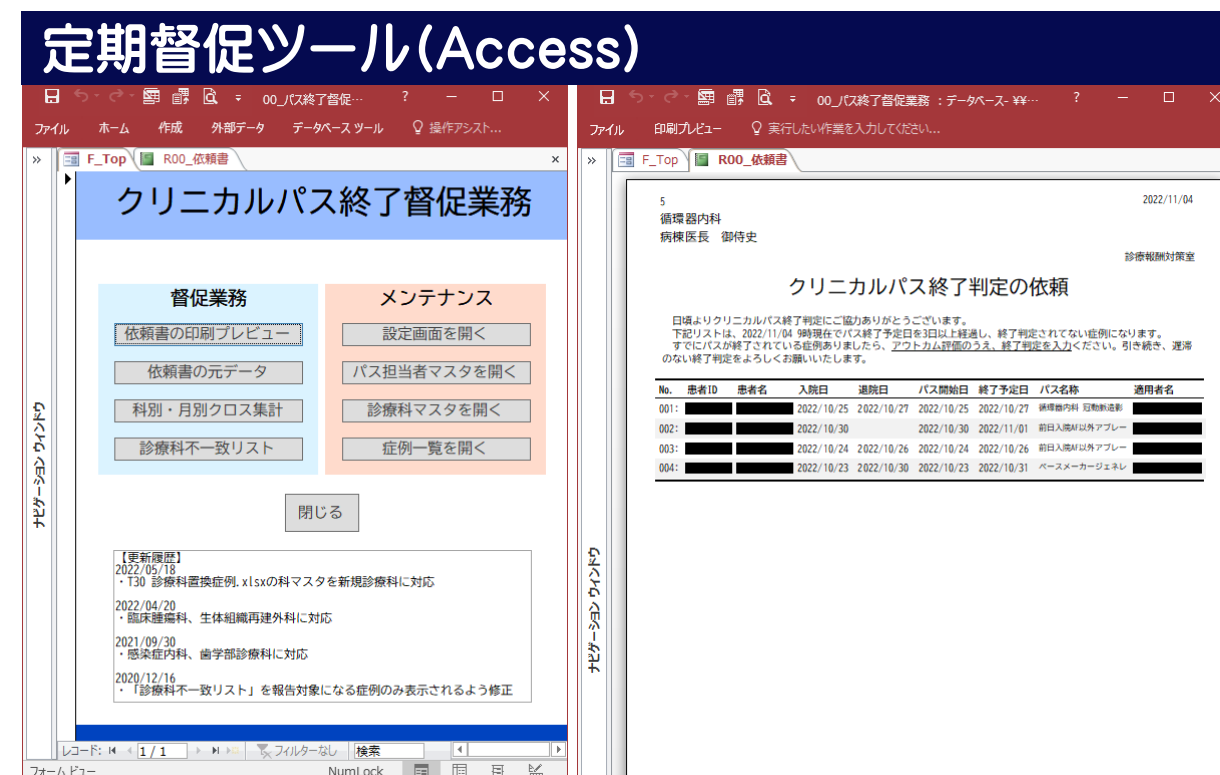 定期督促ツール(Access)
00_パス終了督促…
ファイル ホーム 作成 外部データ データベース ツール 操作アシスト...
F_Top R00_依頼書
クリニカルパス終了督促業務
督促業務
依頼書の印刷プレビュー
依頼書の元データ
科別・月別クロス集計
診療科不一致リスト
メンテナンス
設定画面を開く
パス担当者マスタを開く
診療科マスタを開く
症例一覧を開く
閉じる
【更新履歴】
2022/05/18
・T30_診療科置換症例.xlsxの科マスタを新規診療科に対応
2022/04/20
・臨床腫瘍科、生体組織再建外科に対応
2021/09/30
・感染症内科、歯学部診療科に対応
2020/12/16
・「診療科不一致リスト」を報告対象になる症例のみ表示されるよう修正
ナビゲーション ウィンドウ
レコード: 1 / 1 フィルターなし 検索
フォーム ビュー NumLock
00_パス終了督促業務 : データベース- ¥¥…
ファイル 印刷プレビュー 実行したい作業を入力してください...
F_Top R00_依頼書
ナビゲーション ウィンドウ
5 2022/11/04
循環器内科
病棟医長 御侍史
診療報酬対策室
クリニカルパス終了判定の依頼
日頃よりクリニカルパス終了判定にご協力ありがとうございます。
下記リストは、2022/11/04 9時現在でパス終了予定日を3日以上経過し、終了判定されてない症例になります。
すでにパスが終了されている症例ありましたら、アウトカム評価のうえ、終了判定を入力ください。引き続き、遅滞
のない終了判定をよろしくお願いいたします。
No. 患者ID 患者名 入院日 退院日 パス開始日 終了予定日 パス名称 適用者名
001: 2022/10/25 2022/10/27 2022/10/25 2022/10/27 循環器内科 冠動脈造影
002: 2022/10/30 2022/10/30 2022/11/01 前日入院AF以外アブレー
003: 2022/10/24 2022/10/26 2022/10/24 2022/10/26 前日入院AF以外アブレー
004: 2022/10/23 2022/10/30 2022/10/23 2022/10/31 ペースメーカージェネレ